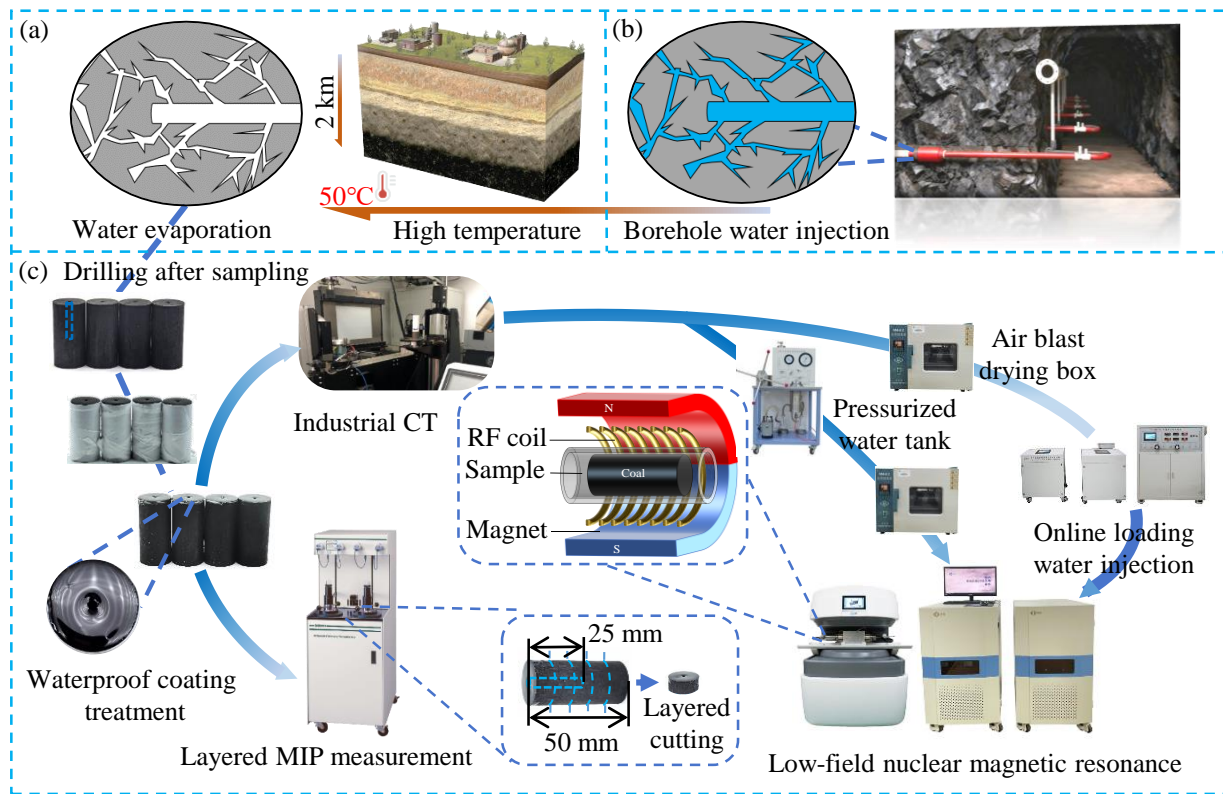 (a)
2 km
50℃
Water evaporation
High temperature
(b)
Borehole water injection
(c)
Drilling after sampling
Industrial CT
Air blast
drying box
Pressurized
water tank
N
RF coil
Sample
Coal
Magnet
S
Online loading
water injection
Waterproof coating
treatment
Layered MIP measurement
25 mm
50 mm
Layered
cutting
Low-field nuclear magnetic resonance